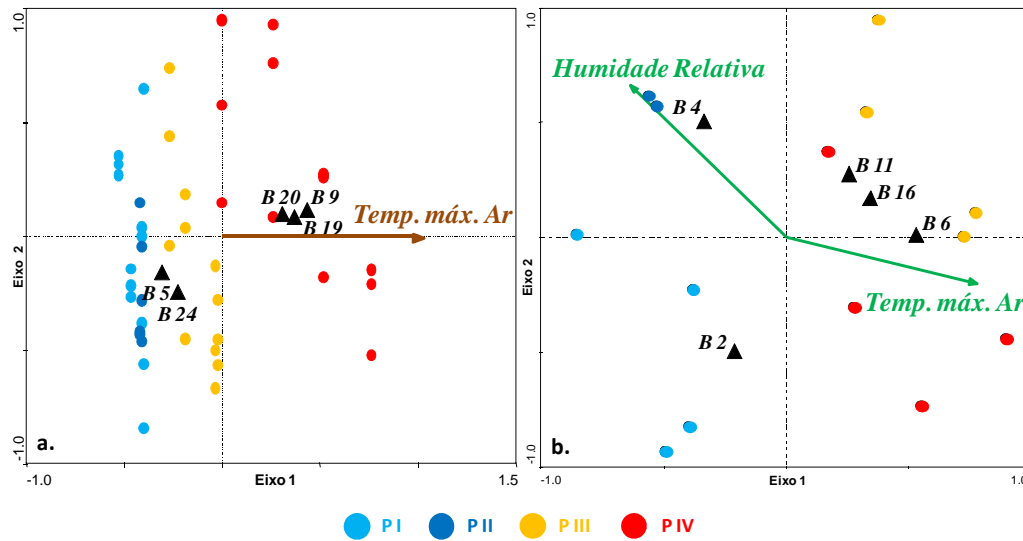 1.0
B 20
B 9
B 19
Temp. máx. Ar
B 5
B 24
Eixo 2
a.
-1.0
-1.0
Eixo 1
1.5
1.0
Humidade Relativa
B 4
B 11
B 16
B 6
Temp. máx. Ar
B 2
Eixo 2
b.
-1.0
-1.0
Eixo 1
1.0
P I
P II
P III
P IV